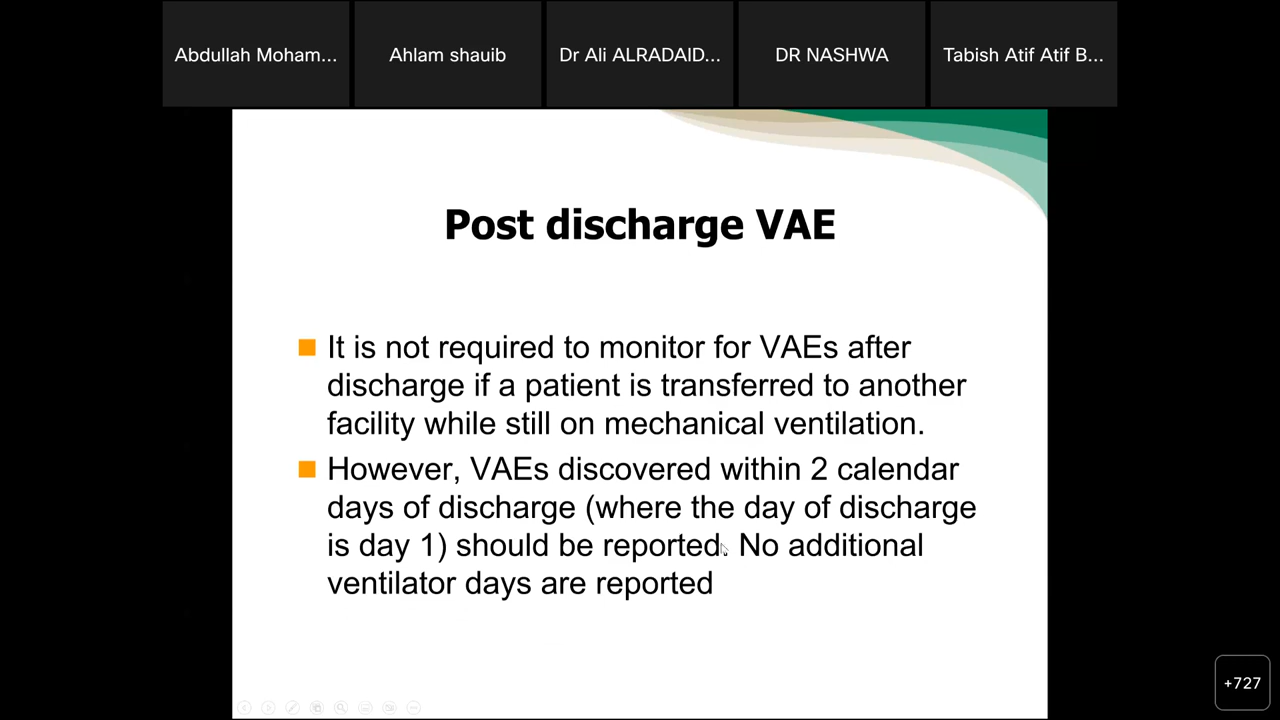 Abdullah Moham...
Ahlam shauib
Dr Ali ALRADAID...
DR NASHWA
Tabish Atif Atif B...
Post discharge VAE
It is not required to monitor for VAEs after
discharge if a patient is transferred to another
facility while still on mechanical ventilation.
However, VAEs discovered within 2 calendar
days of discharge (where the day of discharge
is day 1) should be reported. No additional
ventilator days are reported
+727